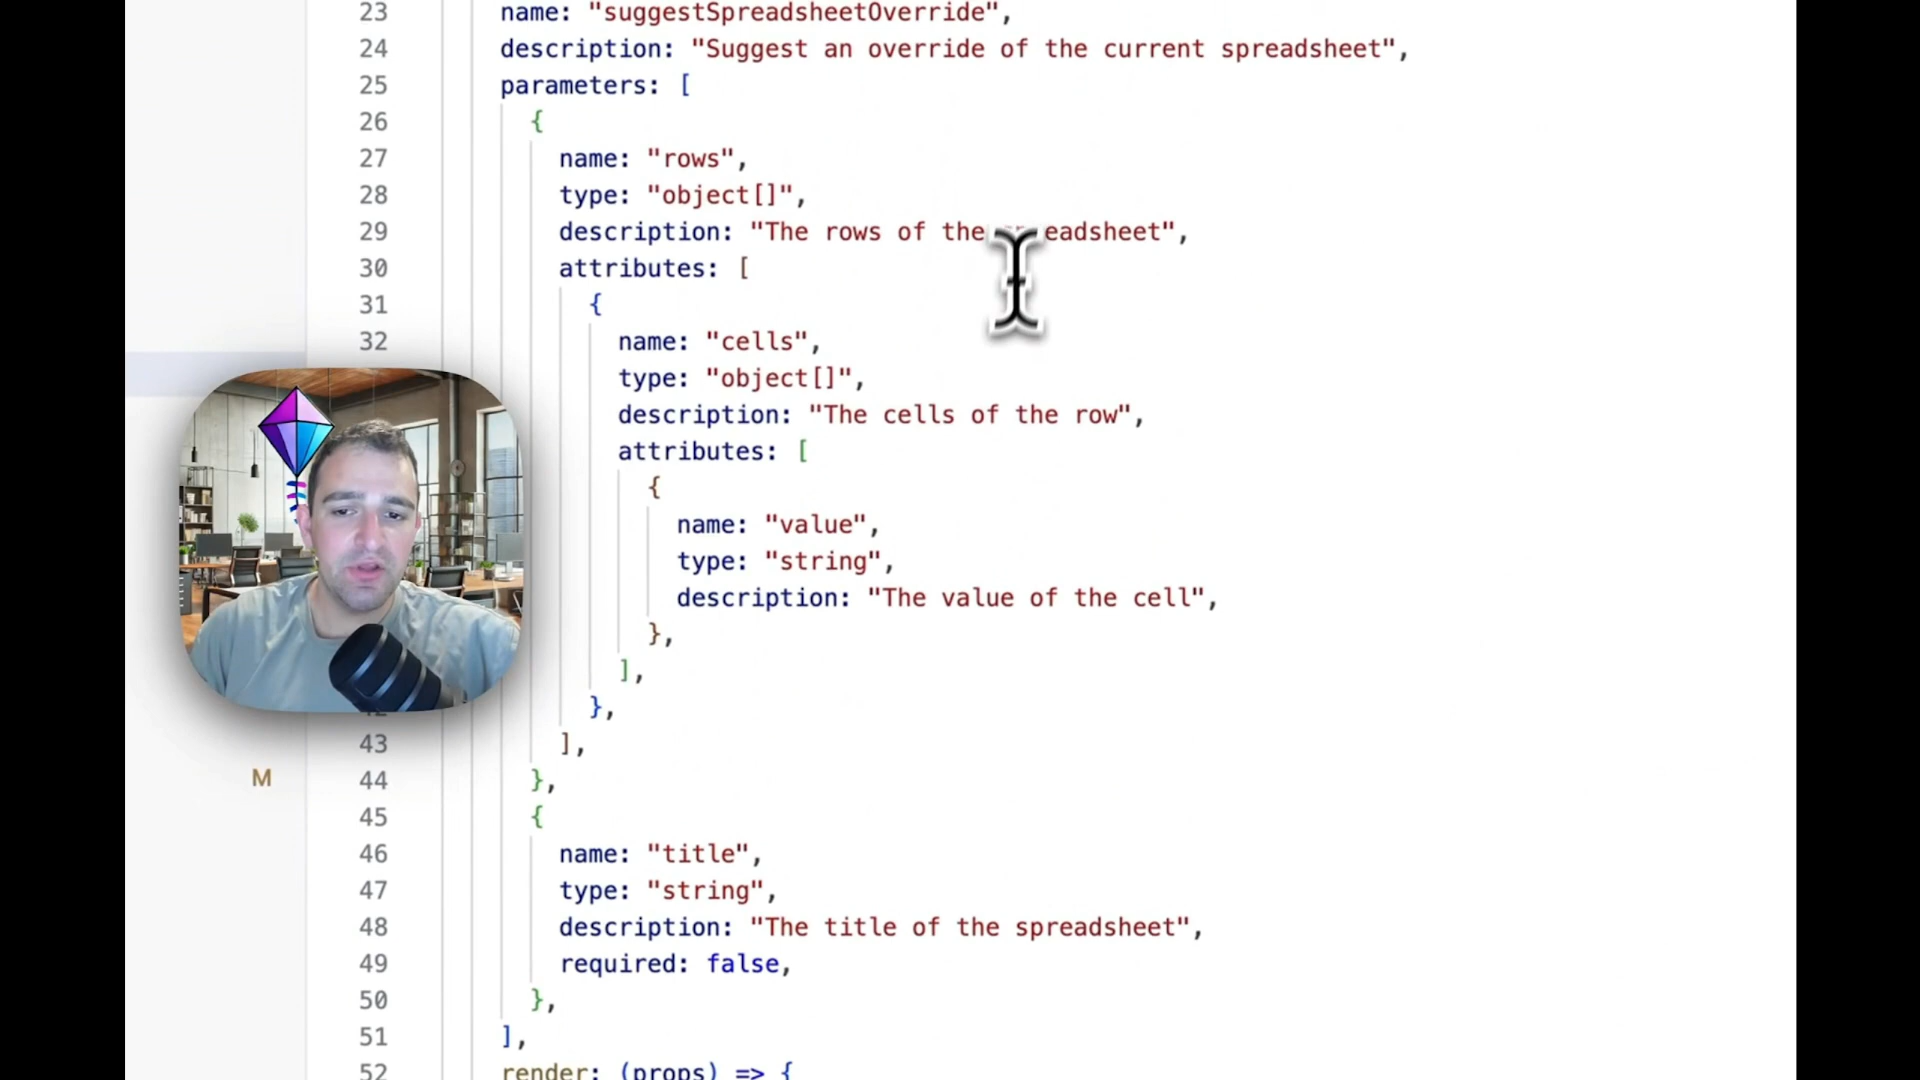 23 name: "suggestSpreadsheetOverride",
24 description: "Suggest an override of the current spreadsheet",
25 parameters: [
26 {
27 name: "rows",
28 type: "object[]",
29 description: "The rows of the spreadsheet",
30 attributes: [
31 {
32 name: "cells",
type: "object[]",
description: "The cells of the row",
attributes: [
{
name: "value",
type: "string",
description: "The value of the cell",
},
],
},
43 ],
M 44 },
45 {
46 name: "title",
47 type: "string",
48 description: "The title of the spreadsheet",
49 required: false,
50 },
51 ],
52 render: (props) => {